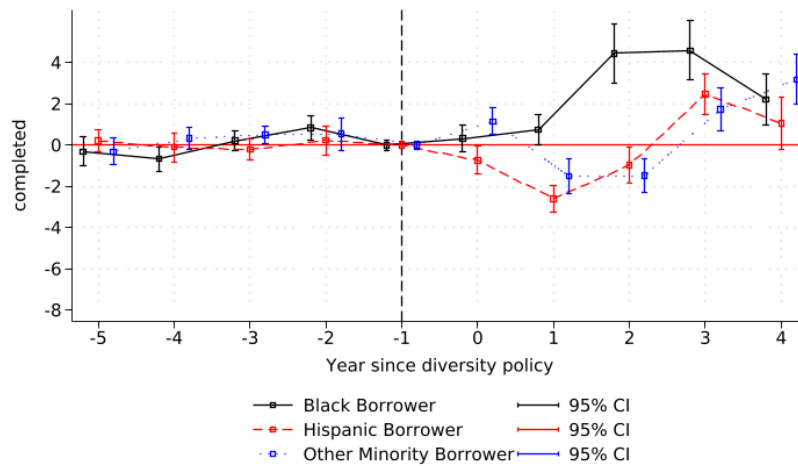 completed
4
2
0
-2
-4
-6
-8
-5 -4 -3 -2 -1 0 1 2 3 4
Year since diversity policy
Black Borrower 95% CI
Hispanic Borrower 95% CI
Other Minority Borrower 95% CI